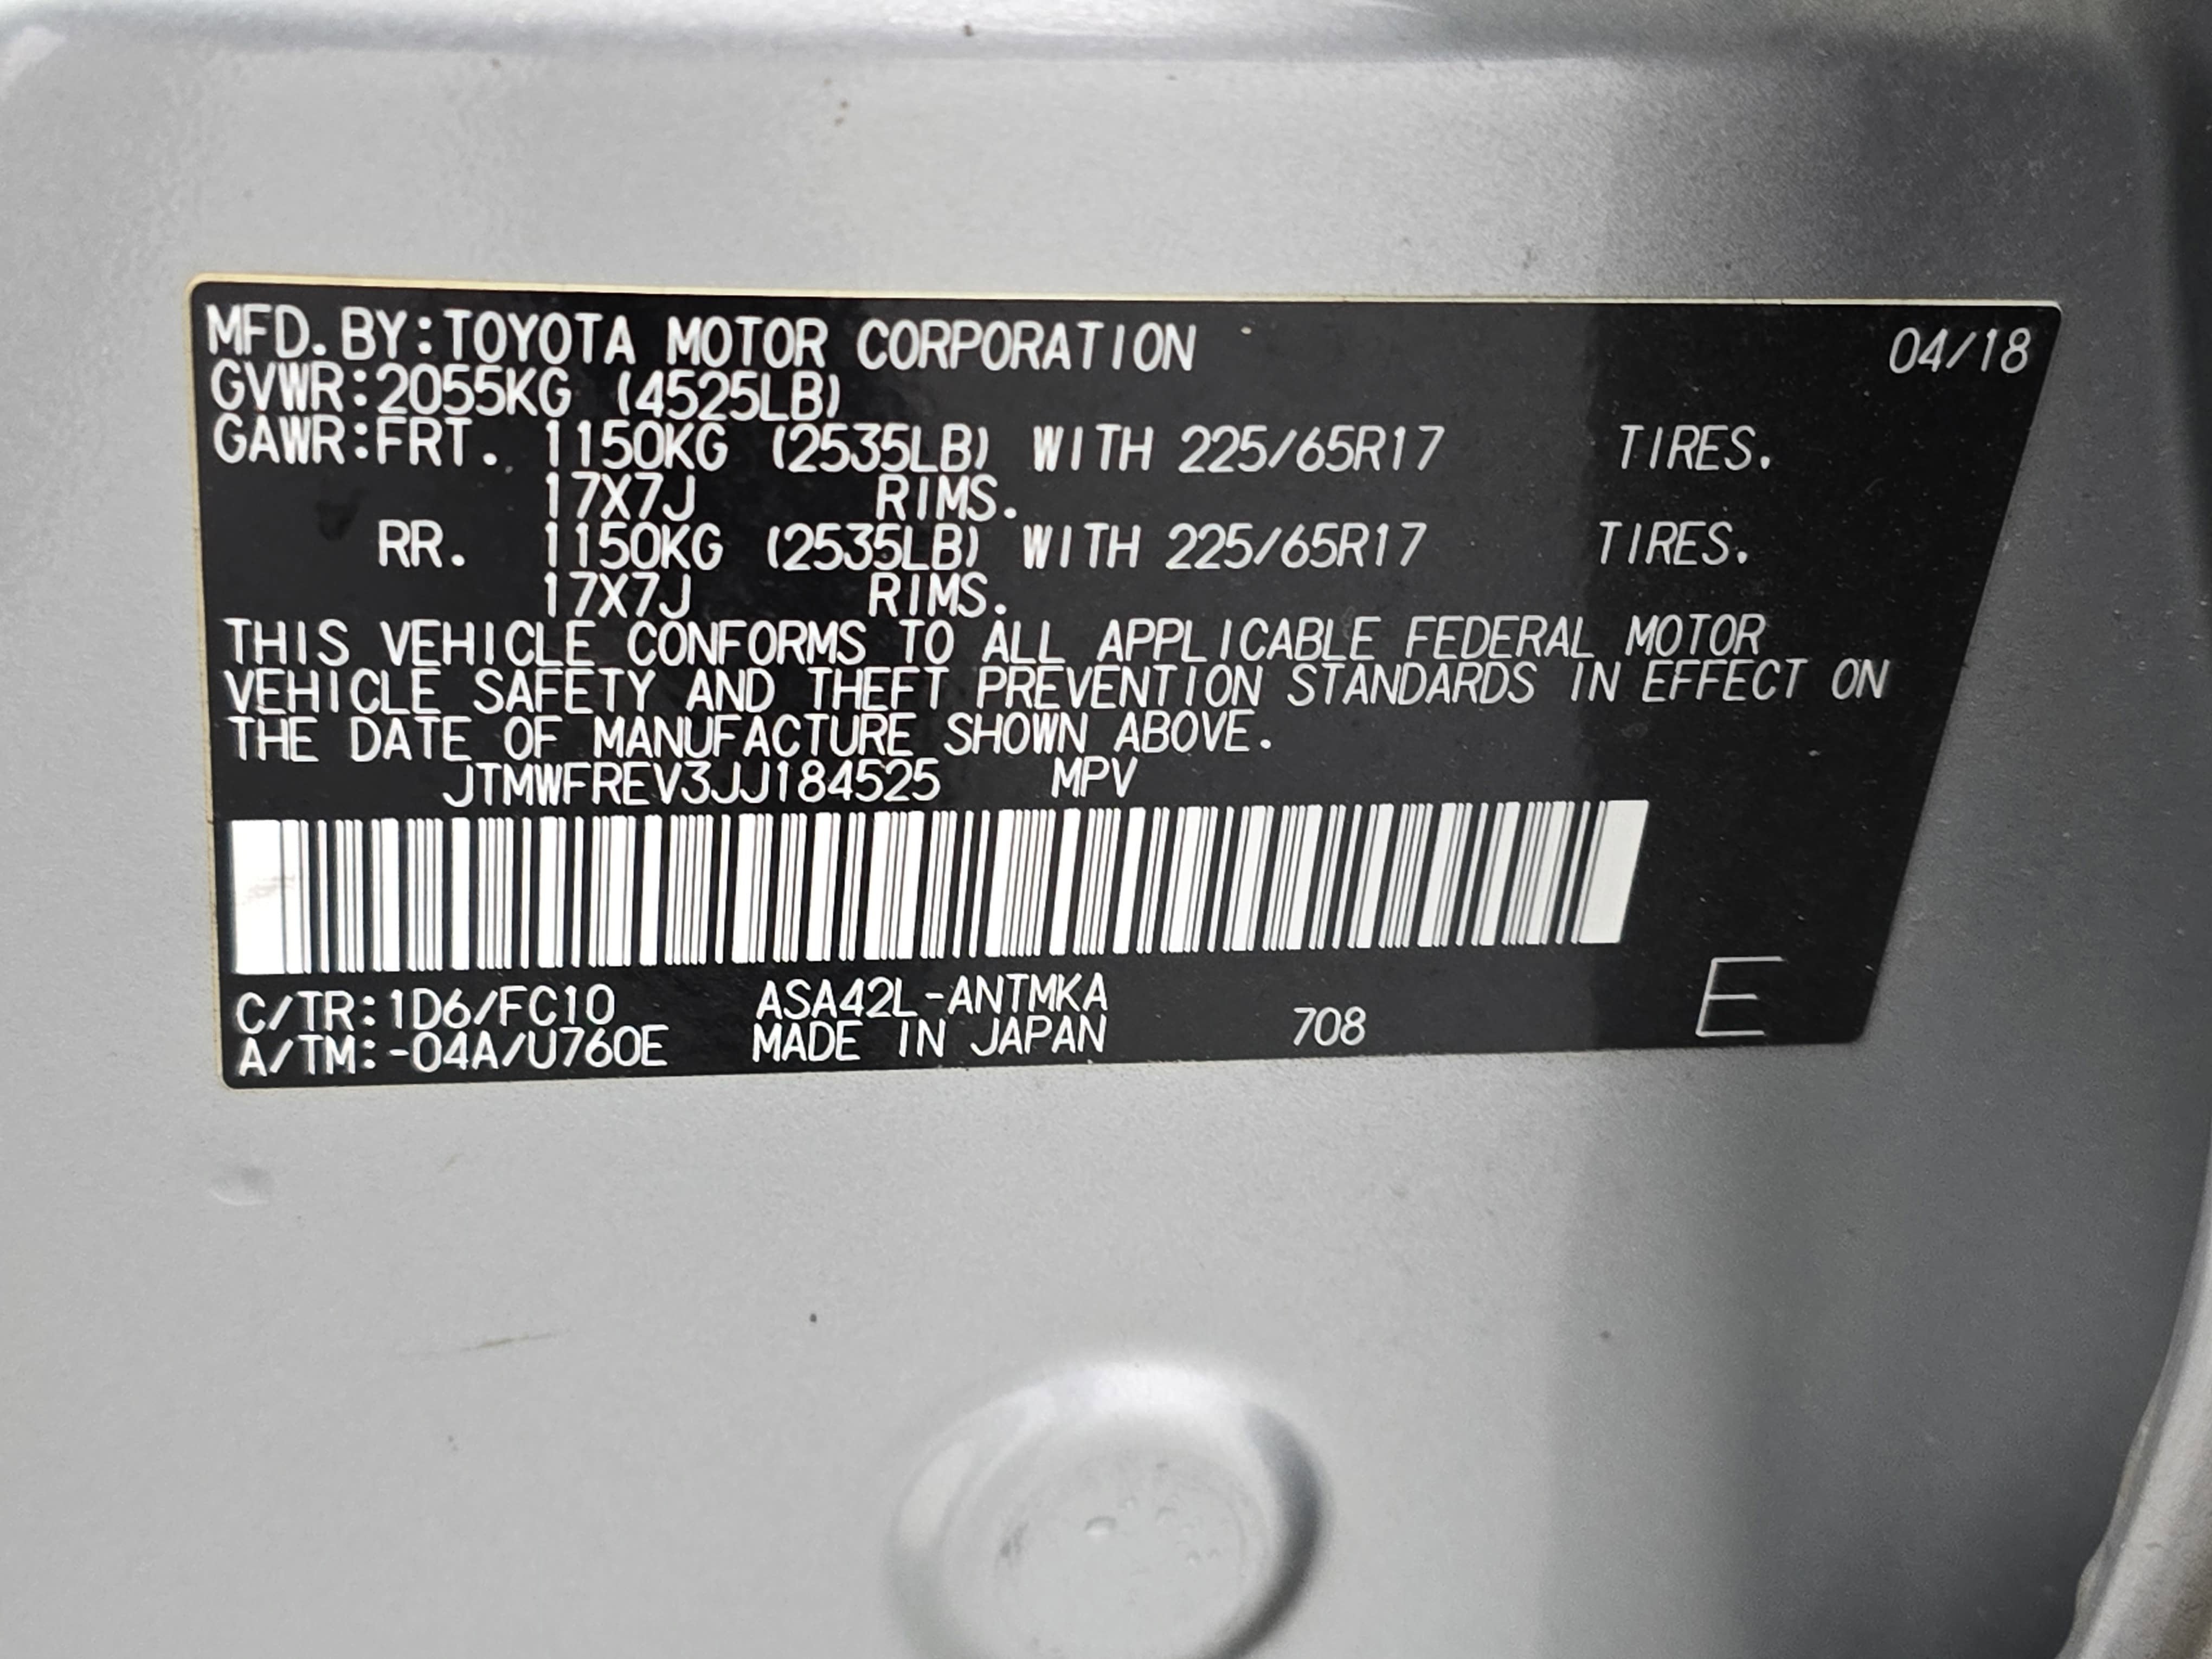 MFD. BY:TOYOTA MOTOR CORPORATION 04/18
GVWR:2055KG (4525LB)
GAWR:FRT. 1150KG (2535LB) WITH 225/65R17 TIRES.
17X7J RIMS.
RR. 1150KG (2535LB) WITH 225/65R17 TIRES.
17X7J RIMS.
THIS VEHICLE CONFORMS TO ALL APPLICABLE FEDERAL MOTOR
VEHICLE SAFETY AND THEFT PREVENTION STANDARDS IN EFFECT ON
THE DATE OF MANUFACTURE SHOWN ABOVE.
JTMWFREV3JJ184525 MPV
C/TR:1D6/FC10 ASA42L-ANTMKA
A/TM:-04A/U760E MADE IN JAPAN 708 E